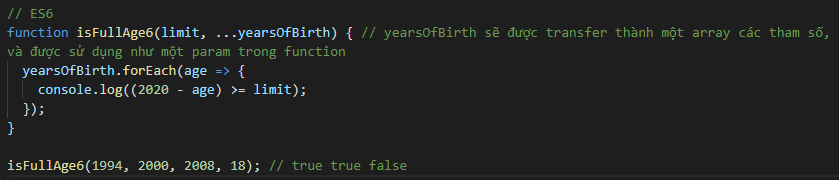 // ES6
function isFullAge6(limit, ...yearsOfBirth) { // yearsOfBirth sẽ được transfer thành một array các tham số,
và được sử dụng như một param trong function
  yearsOfBirth.forEach(age => {
    console.log((2020 - age) >= limit);
  });
}

isFullAge6(1994, 2000, 2008, 18); // true true false